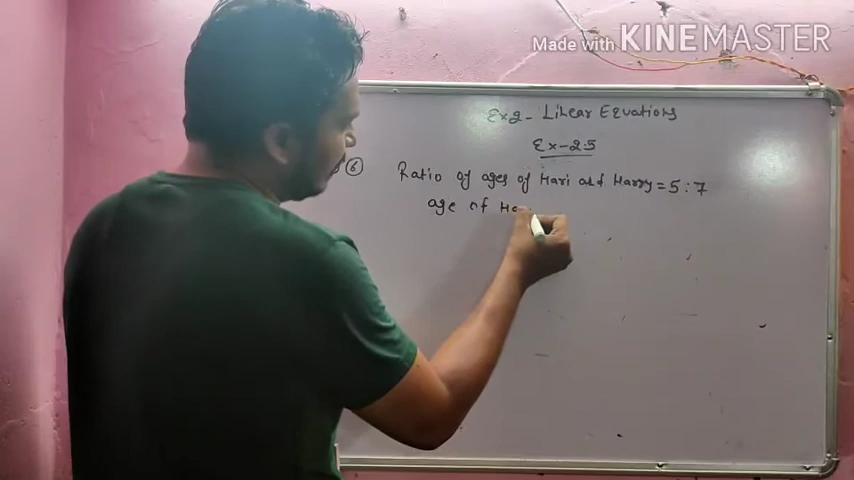 Made with KINEMASTER
Ex2- Linear Equations
Ex-2.5
⑥ Ratio of ages of Hari and Harry = 5:7
age of Ha